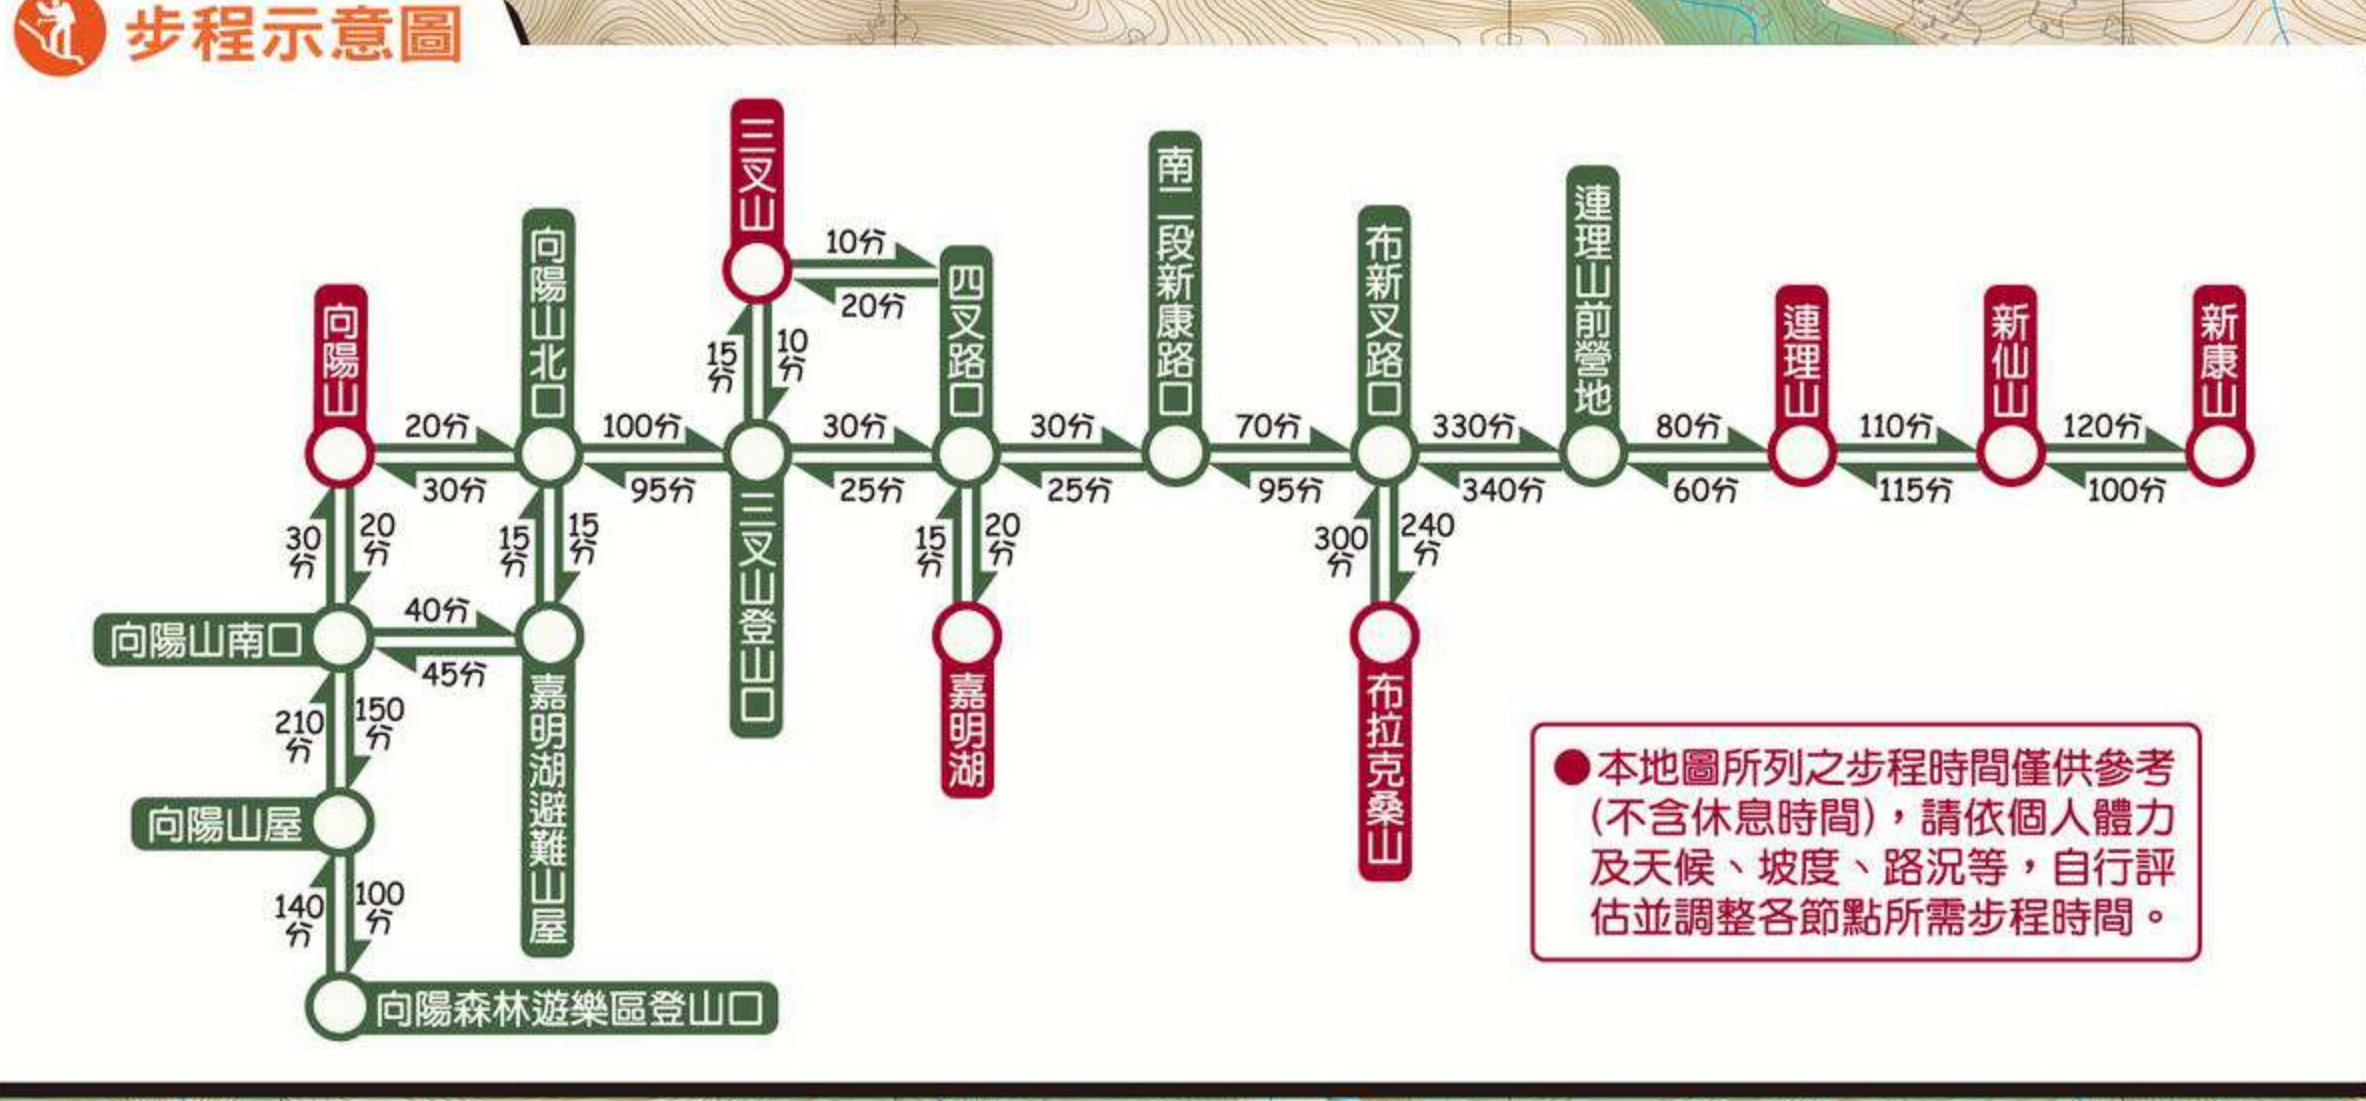 步程示意圖
三叉山
南二段新康路口
連理山前營地
向陽山北口
布新叉路口
10分
四叉路口
20分
向陽山
連理山
新仙山
新康山
15分
10分
20分
100分
30分
30分
70分
330分
80分
110分
120分
30分
95分
25分
25分
95分
340分
60分
115分
100分
三叉山登山口
30分
20分
15分
15分
15分
20分
300分
240分
向陽山南口
40分
45分
嘉明湖避難山屋
嘉明湖
布拉克桑山
210分
150分
向陽山屋
140分
100分
向陽森林遊樂區登山口
●本地圖所列之步程時間僅供參考
(不含休息時間)，請依個人體力
及天候、坡度、路況等，自行評
估並調整各節點所需步程時間。